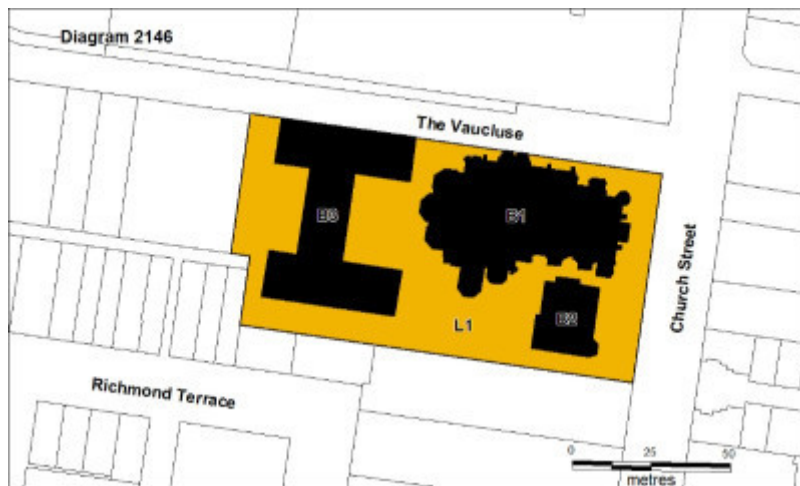 Diagram 2146
The Vaucluse
B3
B1
Church Street
B2
L1
Richmond Terrace
0 25 50
metres